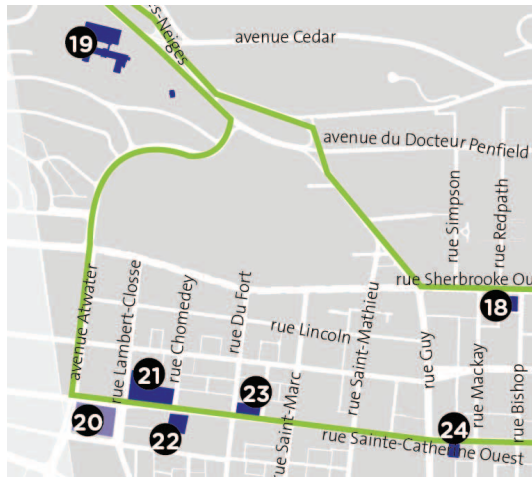 19
s-Neiges
avenue Cedar
avenue du Docteur Penfield
rue Simpson
rue Redpath
rue Sherbrooke Ou
18
avenue Atwater
rue Lambert-Closse
rue Chomedey
rue Du Fort
rue Lincoln
rue Saint-Marc
rue Saint-Mathieu
rue Guy
rue Mackay
rue Bishop
21
20
22
23
24
rue Sainte-Catherine Ouest